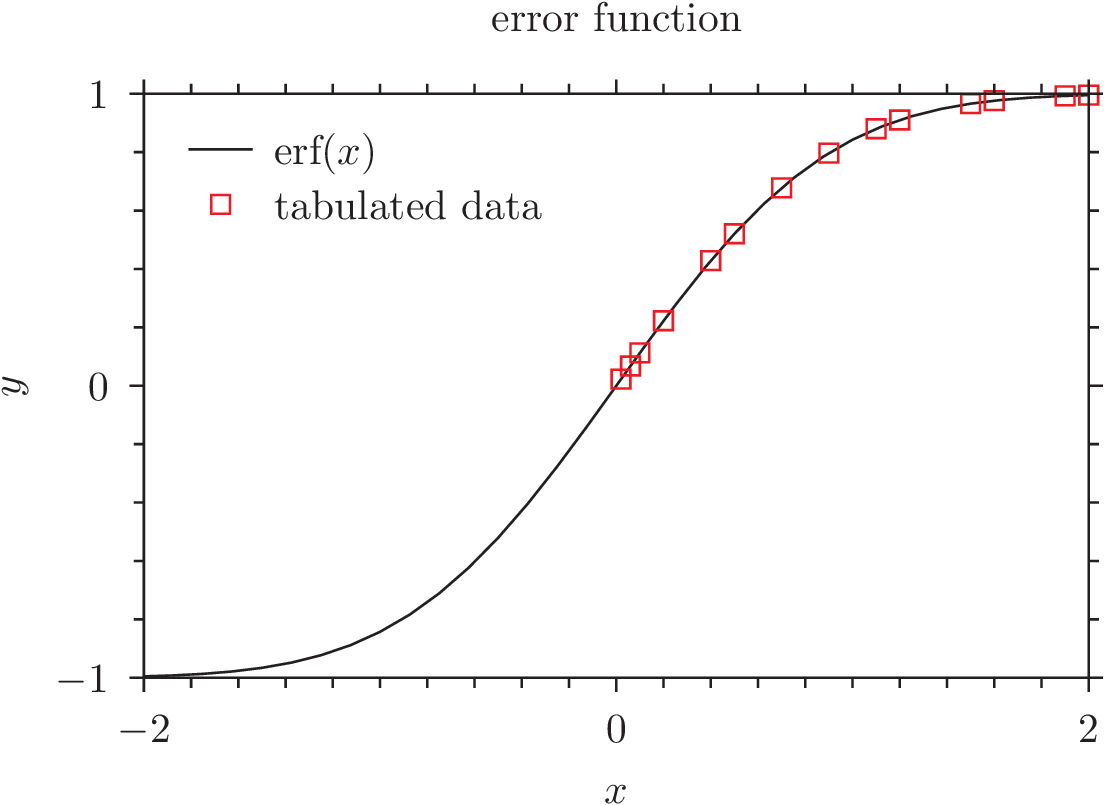 error function
1
erf(x)
tabulated data
y
0
−1
−2 0 2
x